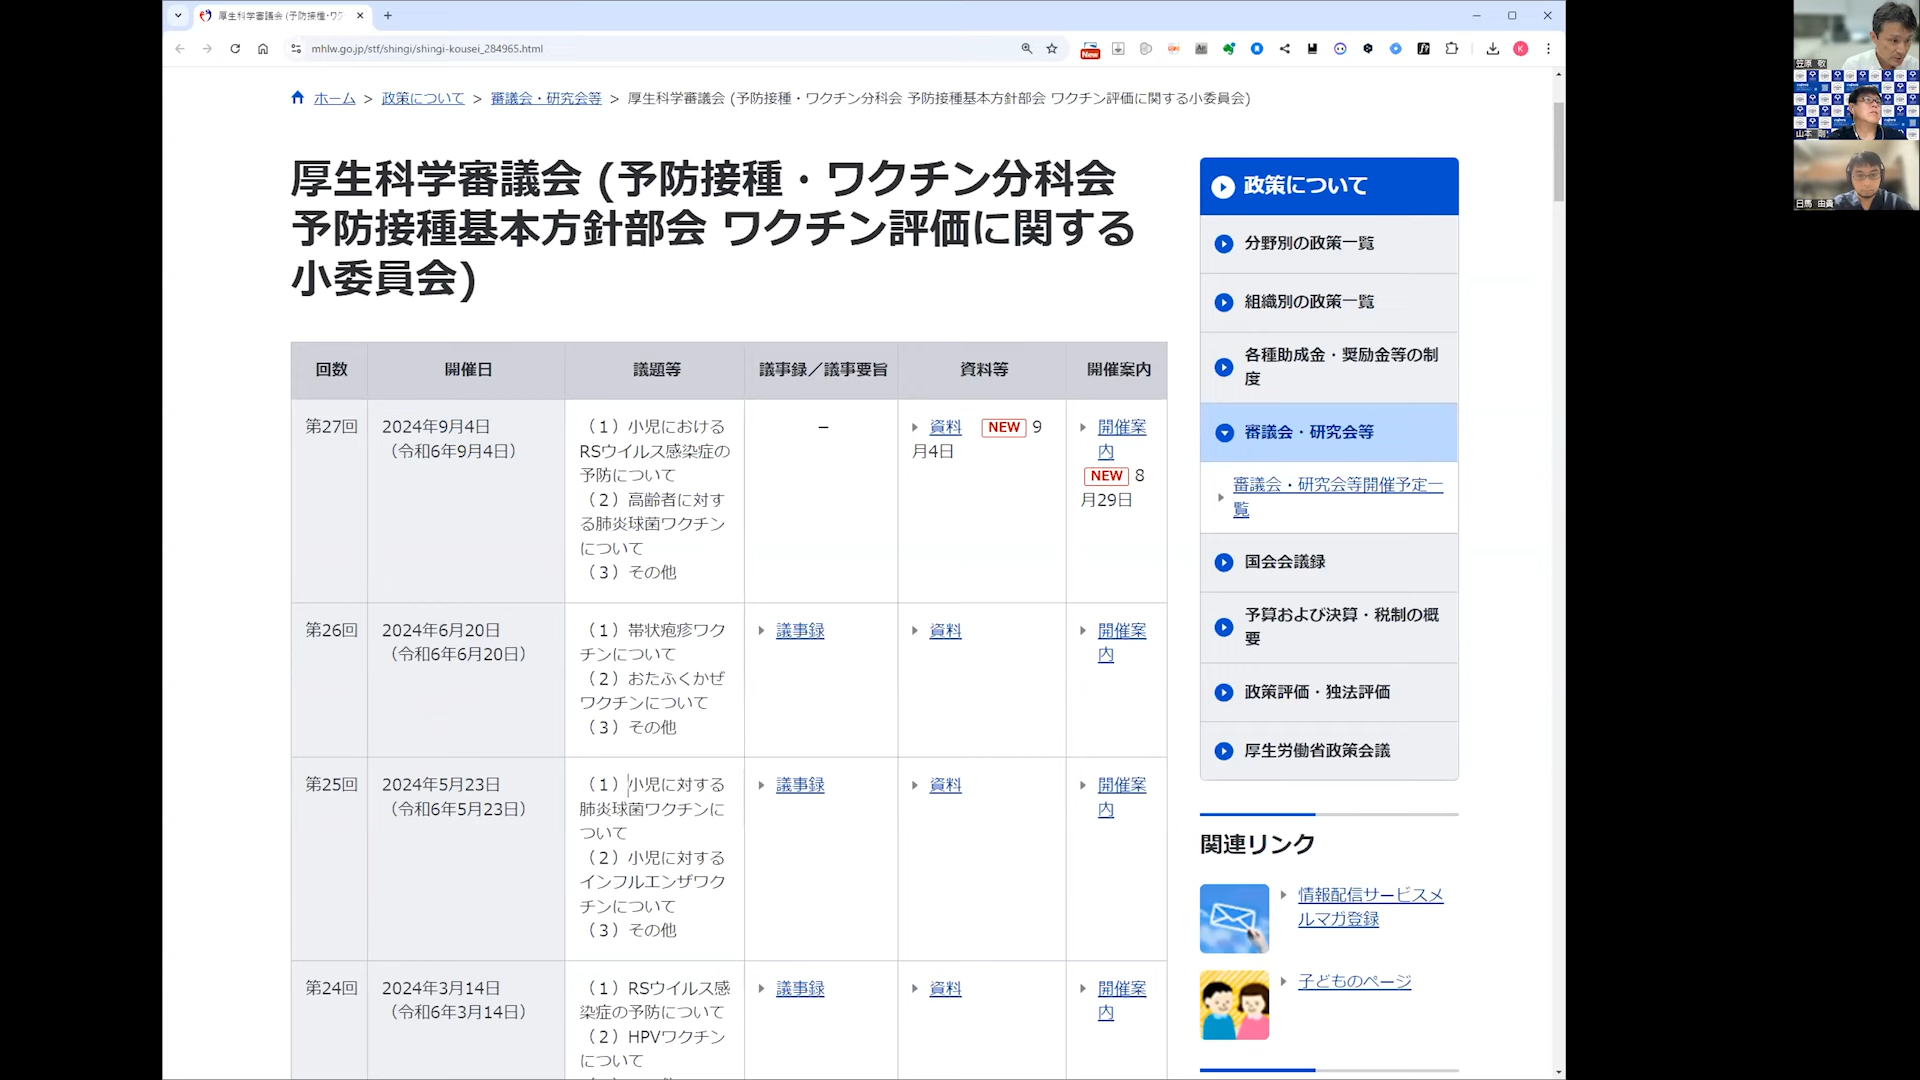 厚生科学審議会 (予防接種・ワク
mhlw.go.jp/stf/shingi/shingi-kousei_284965.html
New
K
ホーム > 政策について > 審議会・研究会等 > 厚生科学審議会 (予防接種・ワクチン分科会 予防接種基本方針部会 ワクチン評価に関する小委員会)
厚生科学審議会 (予防接種・ワクチン分科会
予防接種基本方針部会 ワクチン評価に関する
小委員会)
回数 開催日 議題等 議事録／議事要旨 資料等 開催案内
第27回
2024年9月4日
（令和6年9月4日）
（１）小児における
RSウイルス感染症の
予防について
（２）高齢者に対す
る肺炎球菌ワクチン
について
（３）その他
−
資料 NEW 9
月4日
開催案
内
NEW 8
月29日
第26回
2024年6月20日
（令和6年6月20日）
（１）帯状疱疹ワク
チンについて
（２）おたふくかぜ
ワクチンについて
（３）その他
議事録
資料
開催案
内
第25回
2024年5月23日
（令和6年5月23日）
（１）小児に対する
肺炎球菌ワクチンに
ついて
（２）小児に対する
インフルエンザワク
チンについて
（３）その他
議事録
資料
開催案
内
第24回
2024年3月14日
（令和6年3月14日）
（１）RSウイルス感
染症の予防について
（２）HPVワクチン
について
議事録
資料
開催案
内
政策について
分野別の政策一覧
組織別の政策一覧
各種助成金・奨励金等の制
度
審議会・研究会等
審議会・研究会等開催予定一
覧
国会会議録
予算および決算・税制の概
要
政策評価・独法評価
厚生労働省政策会議
関連リンク
情報配信サービスメ
ルマガ登録
子どものページ
笠原 敬
山本 剛
日馬 由貴